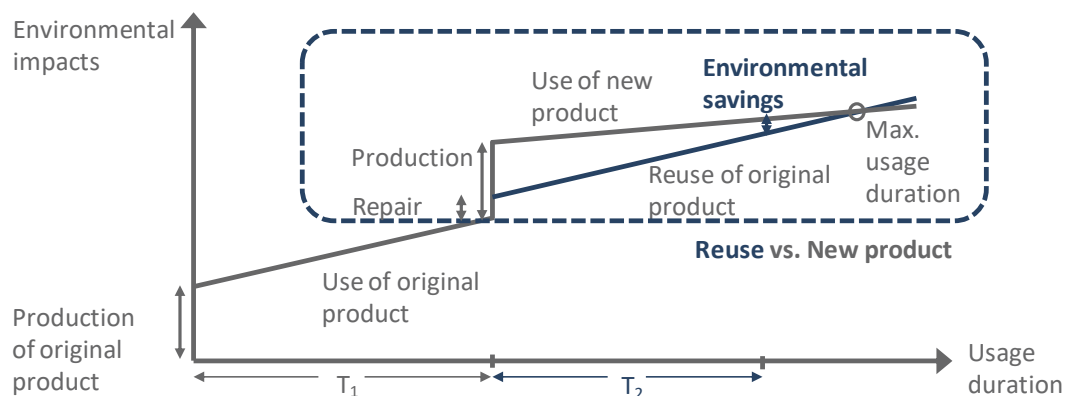 Environmental
impacts
Use of new
product
Environmental
savings
Production
Repair
Max.
usage
duration
Reuse of original
product
Reuse vs. New product
Use of original
product
Production
of original
product
T₁
T₂
Usage
duration